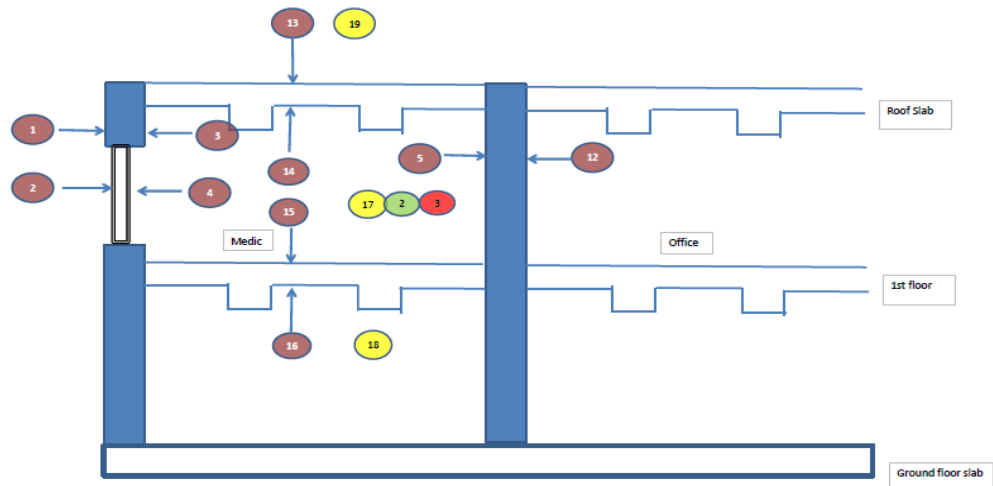 13 19
Roof Slab
1 3
5 12
14
2 4
15 17 2 3
Medic Office
1st floor
16 18
Ground floor slab